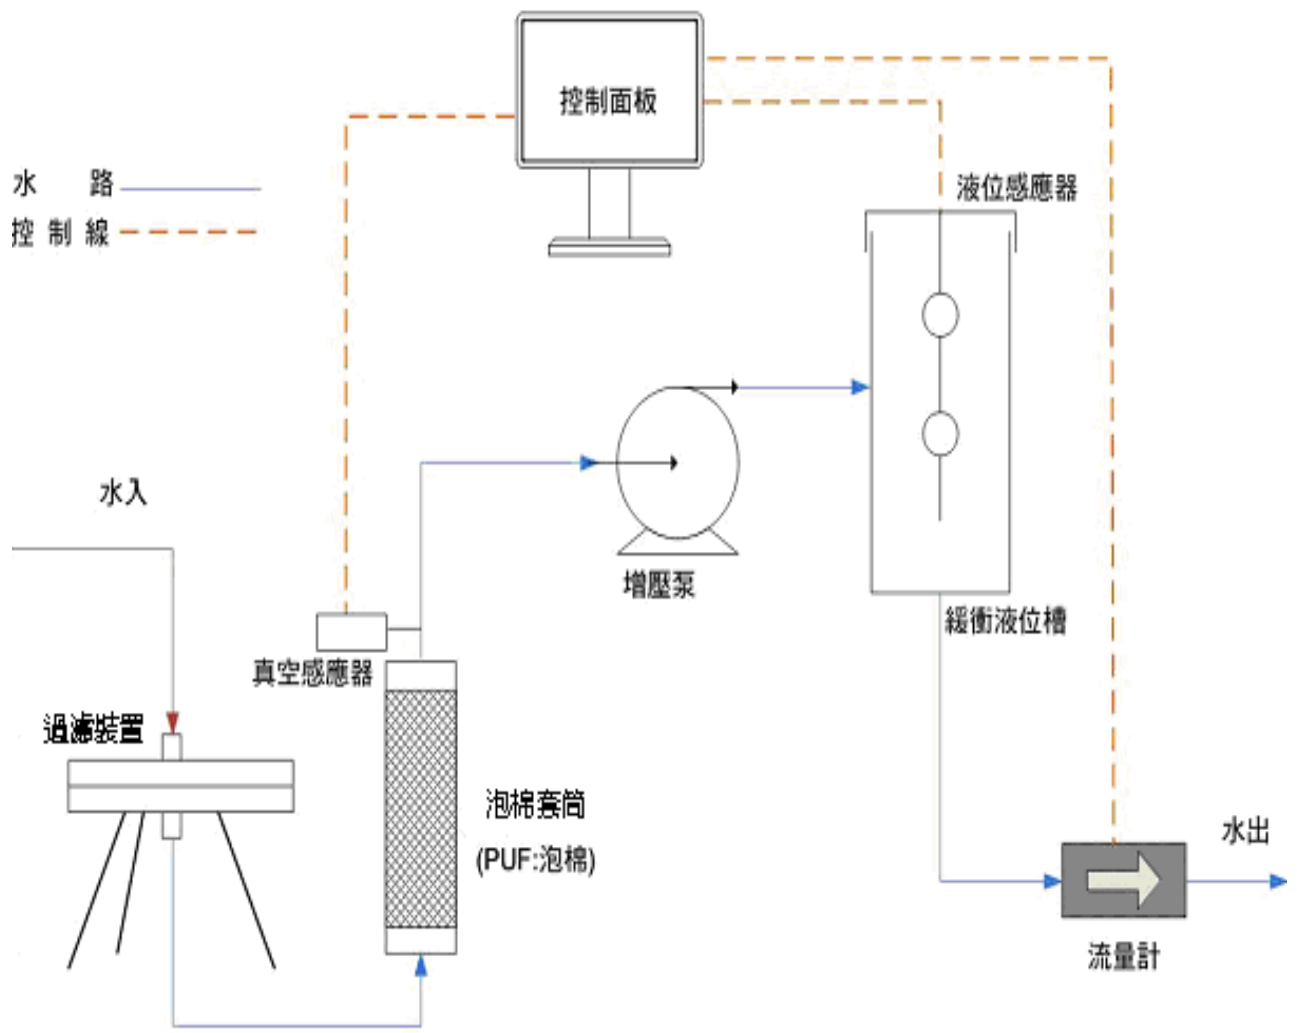 控制面板
水 路
控制線
液位感應器
水入
增壓泵
緩衝液位槽
真空感應器
過濾裝置
泡棉套筒
(PUF:泡棉)
水出
流量計